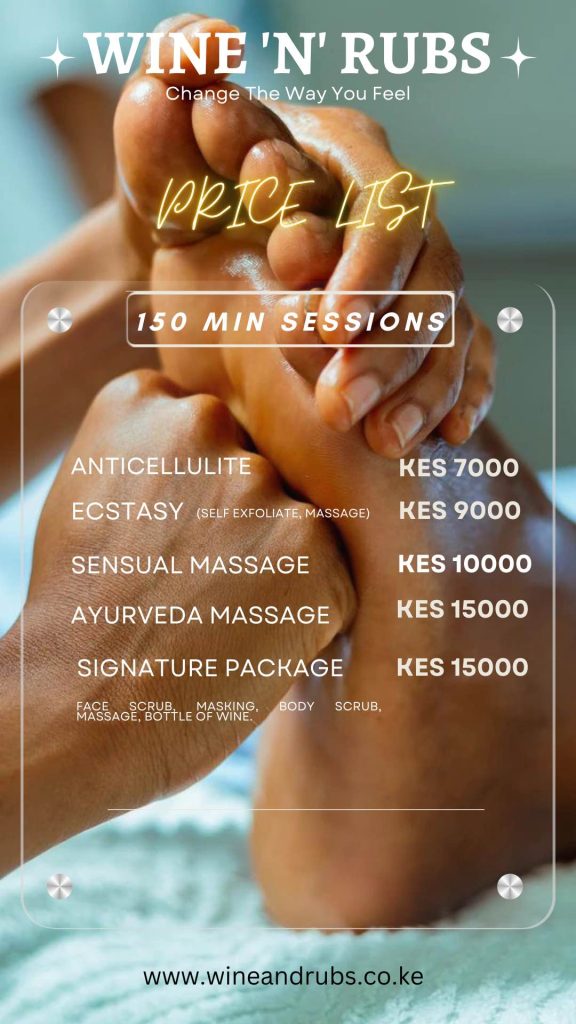 WINE 'N' RUBS
Change The Way You Feel
PRICE LIST
150 MIN SESSIONS
ANTICELLULITE KES 7000
ECSTASY (SELF EXFOLIATE, MASSAGE) KES 9000
SENSUAL MASSAGE KES 10000
AYURVEDA MASSAGE KES 15000
SIGNATURE PACKAGE KES 15000
FACE SCRUB, MASKING, BODY SCRUB,
MASSAGE, BOTTLE OF WINE.
www.wineandrubs.co.ke